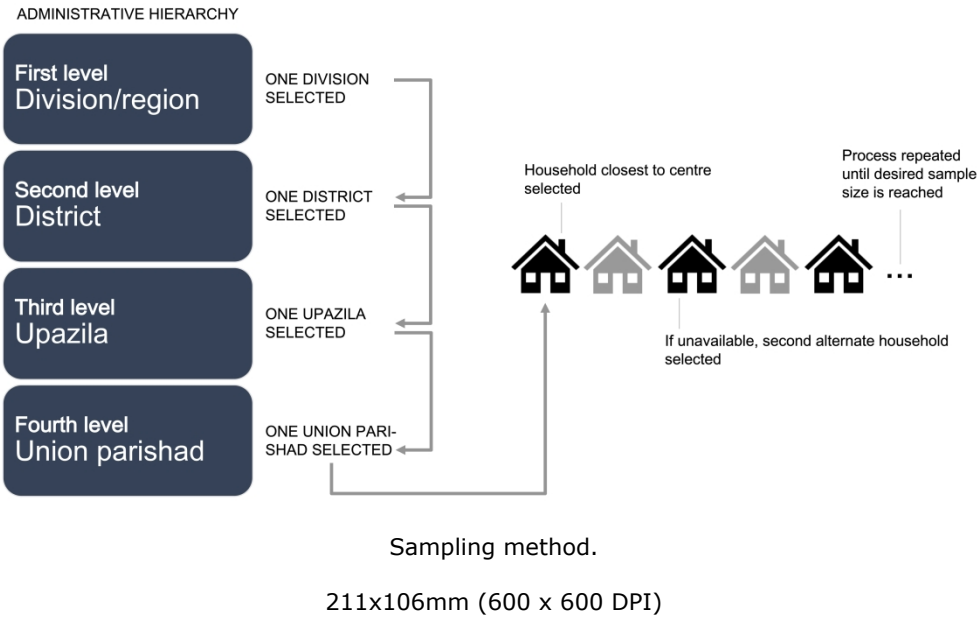 ADMINISTRATIVE HIERARCHY
First level
Division/region
ONE DIVISION
SELECTED
Second level
District
ONE DISTRICT
SELECTED
Third level
Upazila
ONE UPAZILA
SELECTED
Fourth level
Union parishad
ONE UNION PARI-
SHAD SELECTED
Household closest to centre
selected
If unavailable, second alternate household
selected
Process repeated
until desired sample
size is reached
...
Sampling method.
211x106mm (600 x 600 DPI)